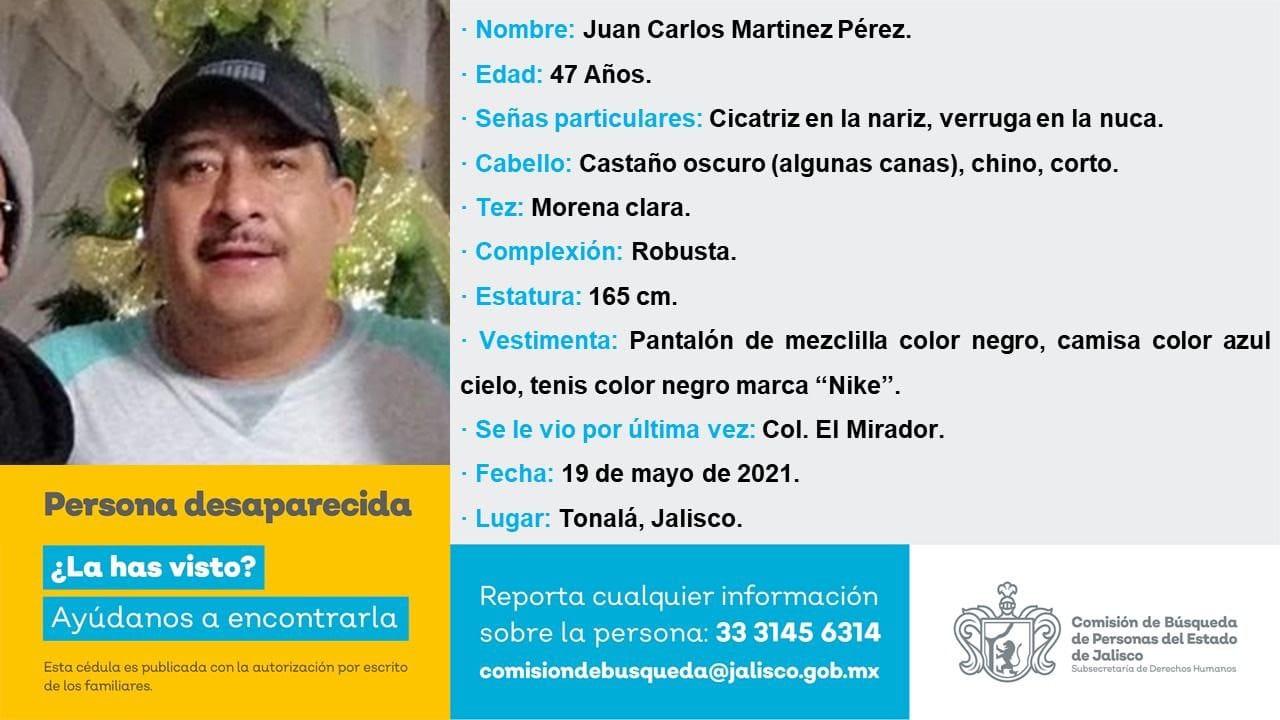 · Nombre: Juan Carlos Martinez Pérez.
· Edad: 47 Años.
· Señas particulares: Cicatriz en la nariz, verruga en la nuca.
· Cabello: Castaño oscuro (algunas canas), chino, corto.
· Tez: Morena clara.
· Complexión: Robusta.
· Estatura: 165 cm.
· Vestimenta: Pantalón de mezclilla color negro, camisa color azul
cielo, tenis color negro marca “Nike”.
· Se le vio por última vez: Col. El Mirador.
· Fecha: 19 de mayo de 2021.
· Lugar: Tonalá, Jalisco.
Persona desaparecida
¿La has visto?
Ayúdanos a encontrarla
Esta cédula es publicada con la autorización por escrito
de los familiares.
Reporta cualquier información
sobre la persona: 33 3145 6314
comisiondebusqueda@jalisco.gob.mx
Comisión de Búsqueda
de Personas del Estado
de Jalisco
Subsecretaría de Derechos Humanos